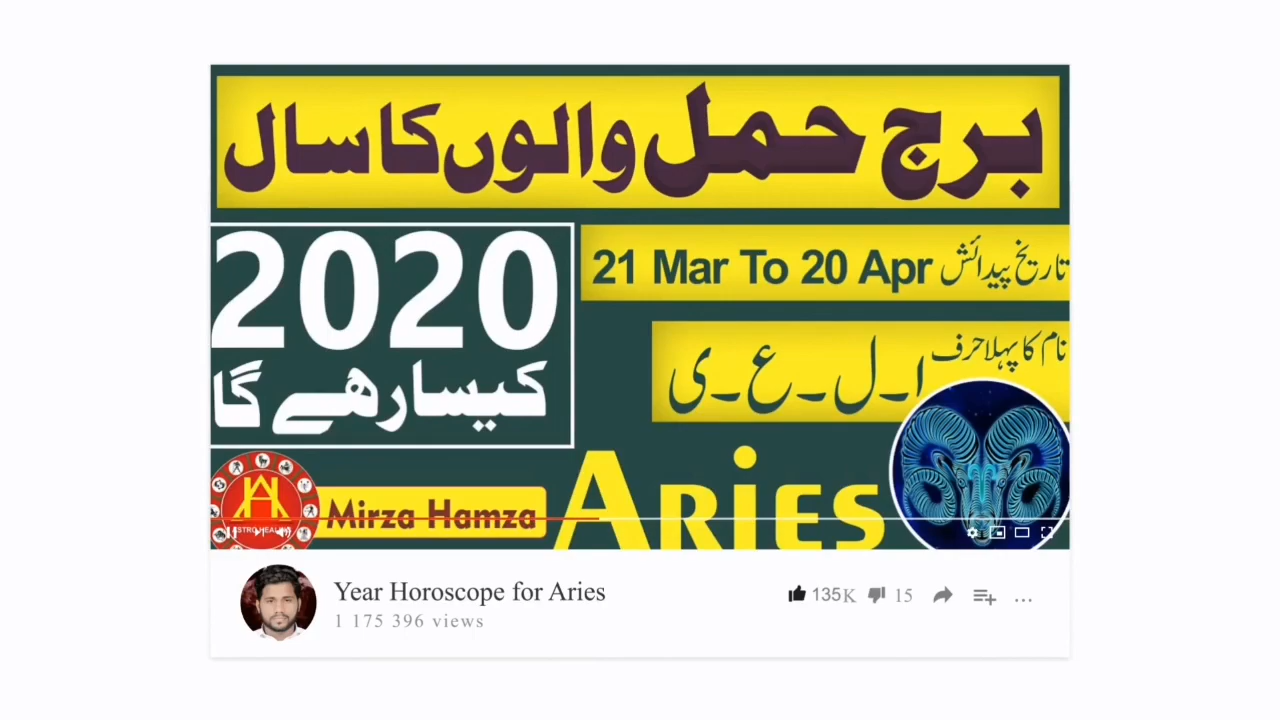 برج حمل والوں کا سال
2020
کیسا رہے گا
21 Mar To 20 Apr تاریخ پیدائش
نام کا پہلا حرف
ا ۔ ل ۔ ع ۔ ی
Mirza Hamza
ARIES
Year Horoscope for Aries
1 175 396 views
135K 15